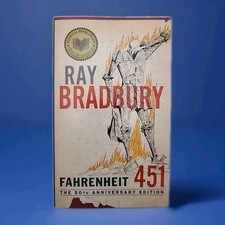 RAY
BRADBURY
FAHRENHEIT 451
THE 50TH ANNIVERSARY EDITION